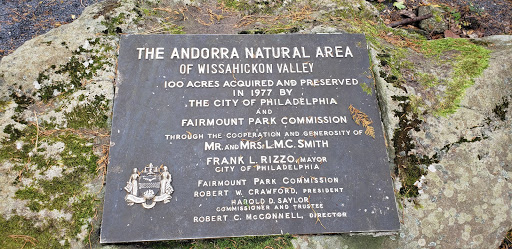 THE ANDORRA NATURAL AREA
OF WISSAHICKON VALLEY
100 ACRES ACQUIRED AND PRESERVED
IN 1977 BY
THE CITY OF PHILADELPHIA
AND
FAIRMOUNT PARK COMMISSION
THROUGH THE COOPERATION AND GENEROSITY OF
MR. AND MRS. L.M.C. SMITH
FRANK L. RIZZO, MAYOR
CITY OF PHILADELPHIA
FAIRMOUNT PARK COMMISSION
ROBERT W. CRAWFORD, PRESIDENT
HAROLD D. SAYLOR
COMMISSIONER AND TRUSTEE
ROBERT C. MCCONNELL, DIRECTOR